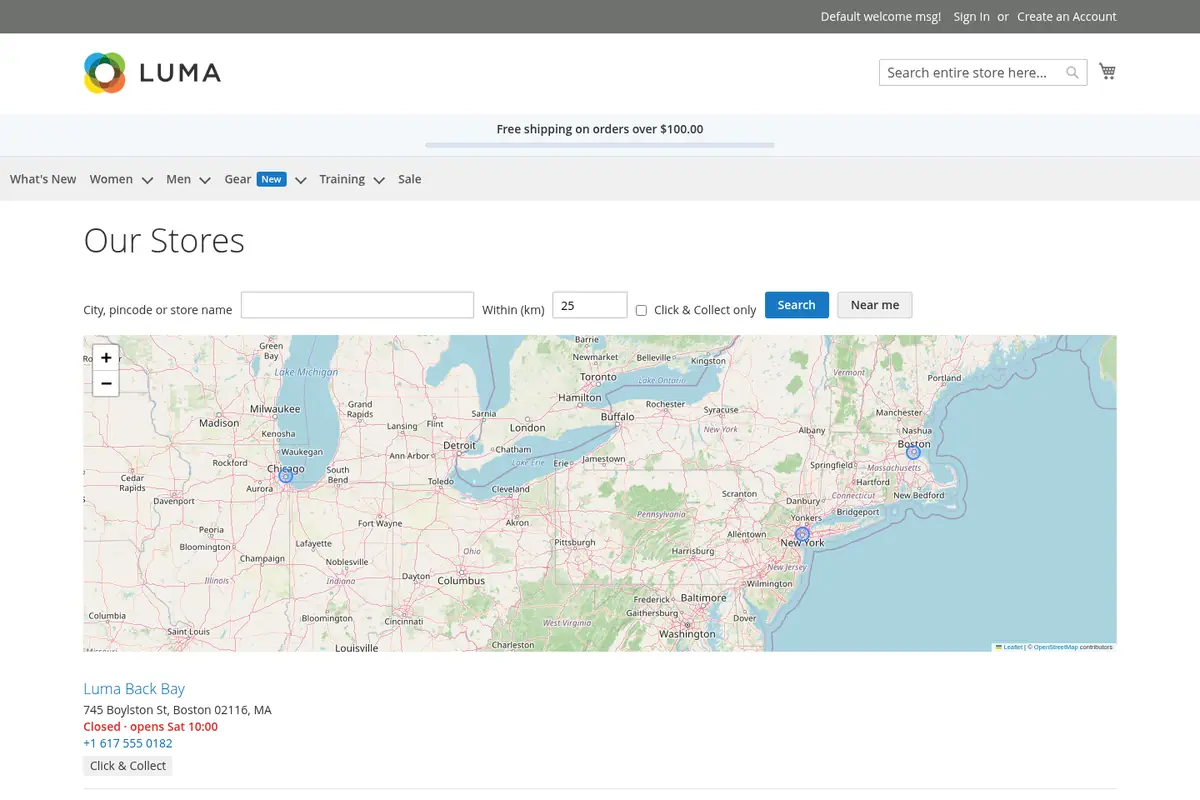 Default welcome msg! Sign In or Create an Account
LUMA
Search entire store here...
Free shipping on orders over $100.00
What's New Women Men Gear New Training Sale
Our Stores
City, pincode or store name Within (km) 25 Click & Collect only Search Near me
+
−
Green Bay
Lake Michigan
Barrie
Newmarket
Belleville
Kingston
Toronto
Lake Ontario
Vermont
Portland
Hamilton
Milwaukee
Madison
Grand Rapids
Lansing
Flint
Sarnia
London
Buffalo
Rochester
Syracuse
New York
Albany
Manchester
Nashua
Kenosha
Waukegan
Rockford
Chicago
Aurora
South Bend
Ann Arbor
Detroit
Chatham
Lake Erie
Erie
Jamestown
Boston
Springfield
Massachusetts
Hartford
Cedar Rapids
Davenport
Toledo
Cleveland
Scranton
Danbury
Connecticut
New Bedford
Bridgeport
Yonkers
Peoria
Bloomington
Fort Wayne
Akron
Pennsylvania
Allentown
New York
Lafayette
Champaign
Noblesville
Ohio
Pittsburgh
Harrisburg
New Jersey
Illinois
Indiana
Dayton
Columbus
Wilmington
Columbia
Bloomington
Cincinnati
West Virginia
Frederick
Baltimore
Gaithersburg
Dover
Saint Louis
Louisville
Charleston
Washington
Missouri
Leaflet | © OpenStreetMap contributors
Luma Back Bay
745 Boylston St, Boston 02116, MA
Closed · opens Sat 10:00
+1 617 555 0182
Click & Collect